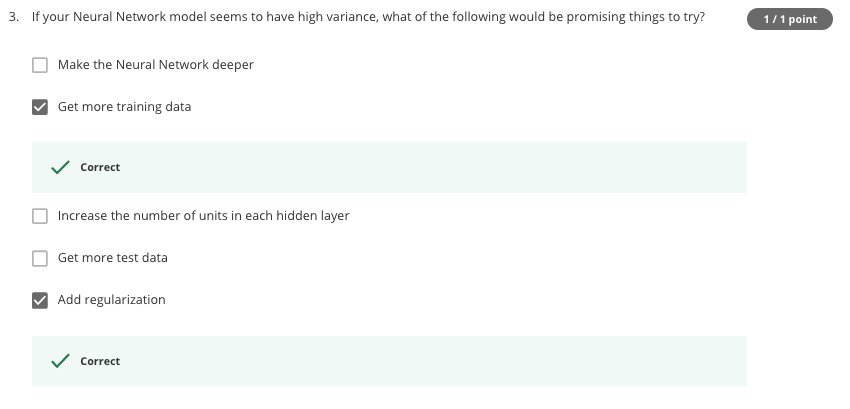 3. If your Neural Network model seems to have high variance, what of the following would be promising things to try?
1 / 1 point
Make the Neural Network deeper
Get more training data
Correct
Increase the number of units in each hidden layer
Get more test data
Add regularization
Correct